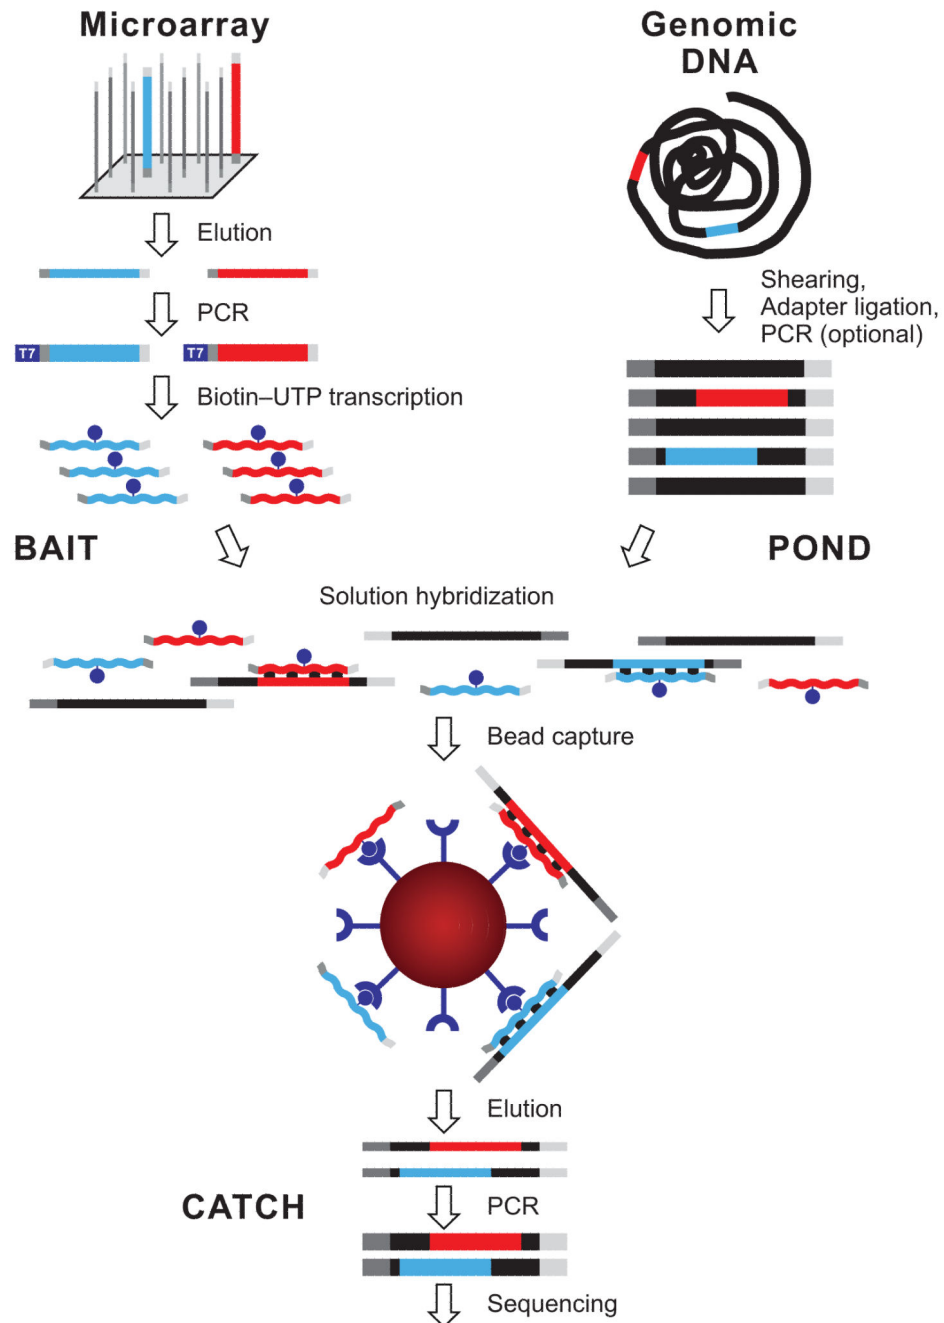 Microarray
Genomic
DNA
Elution
Shearing,
Adapter ligation,
PCR (optional)
PCR
T7
T7
Biotin–UTP transcription
BAIT
POND
Solution hybridization
Bead capture
Elution
CATCH
PCR
Sequencing